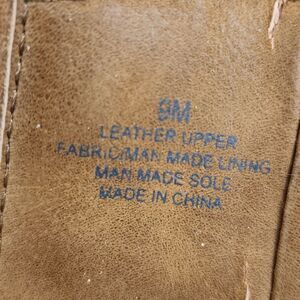 9M
LEATHER UPPER
FABRIC/MAN MADE LINING
MAN MADE SOLE
MADE IN CHINA